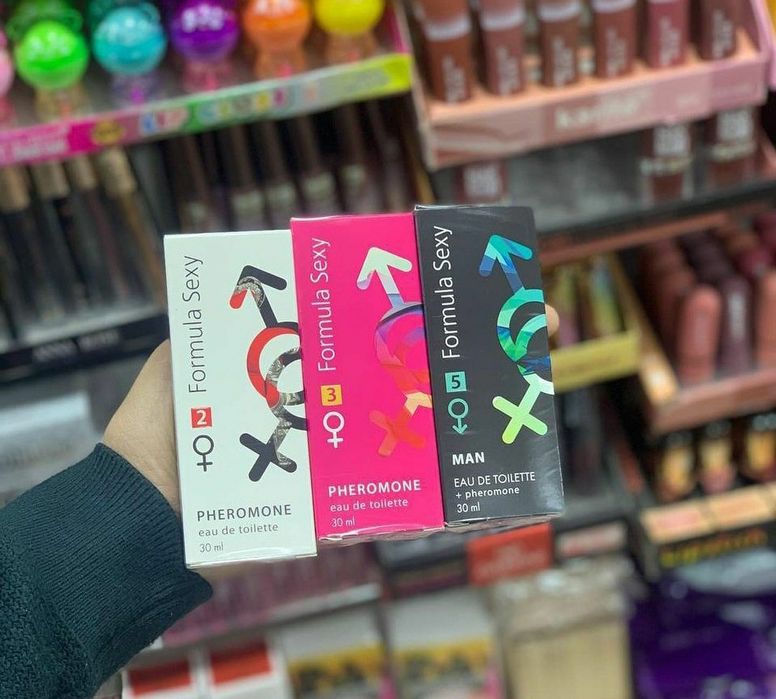 Formula Sexy
2
PHEROMONE
eau de toilette
30 ml
Formula Sexy
3
PHEROMONE
eau de toilette
30 ml
Formula Sexy
5
MAN
EAU DE TOILETTE
+ pheromone
30 ml